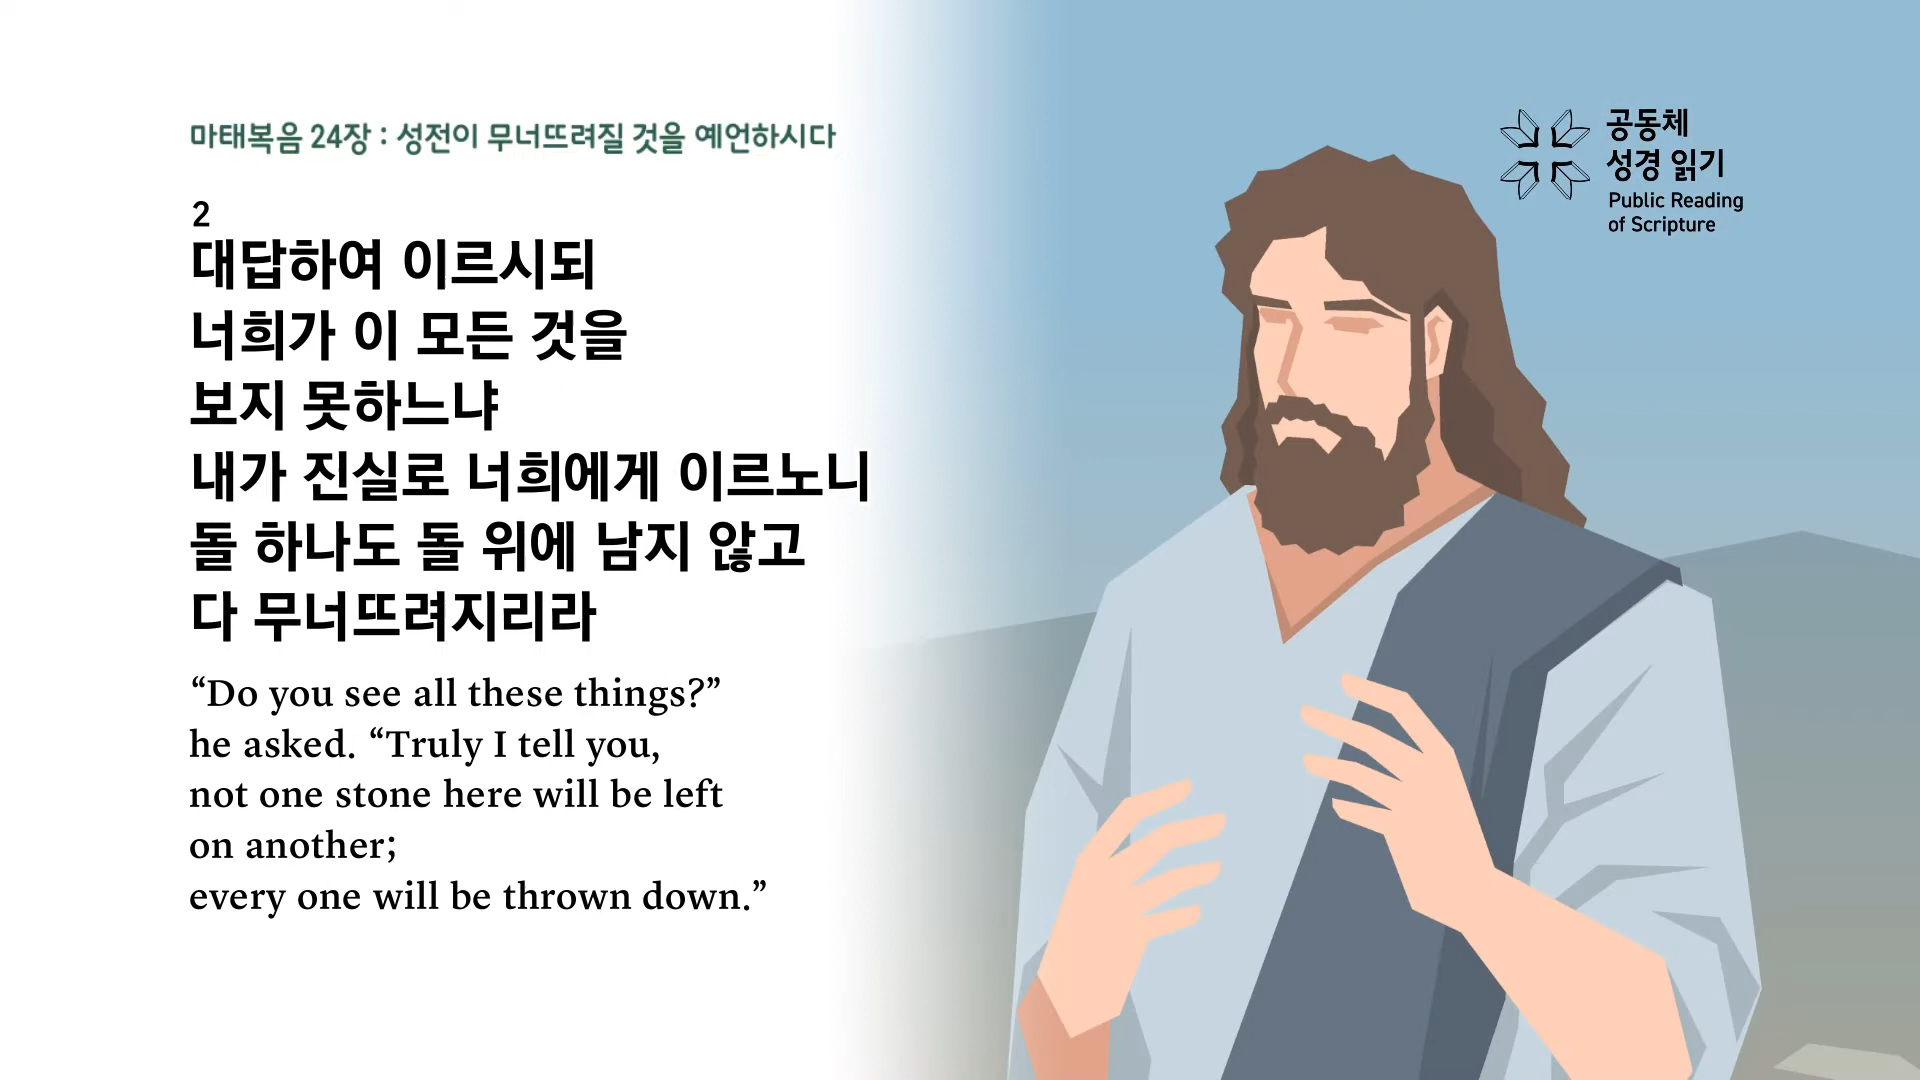 마태복음 24장 : 성전이 무너뜨려질 것을 예언하시다
2
대답하여 이르시되
너희가 이 모든 것을
보지 못하느냐
내가 진실로 너희에게 이르노니
돌 하나도 돌 위에 남지 않고
다 무너뜨려지리라
“Do you see all these things?”
he asked. “Truly I tell you,
not one stone here will be left
on another;
every one will be thrown down.”
공동체
성경 읽기
Public Reading
of Scripture